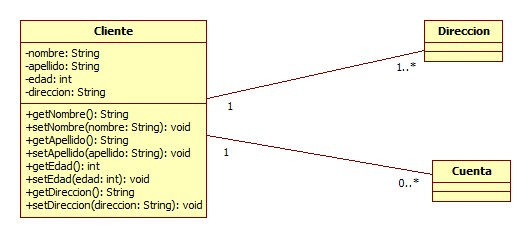 Cliente
-nombre: String
-apellido: String
-edad: int
-direccion: String
+getNombre(): String
+setNombre(nombre: String): void
+getApellido(): String
+setApellido(apellido: String): void
+getEdad(): int
+setEdad(edad: int): void
+getDireccion(): String
+setDireccion(direccion: String): void
Direccion
1..*
1
1
0..*
Cuenta